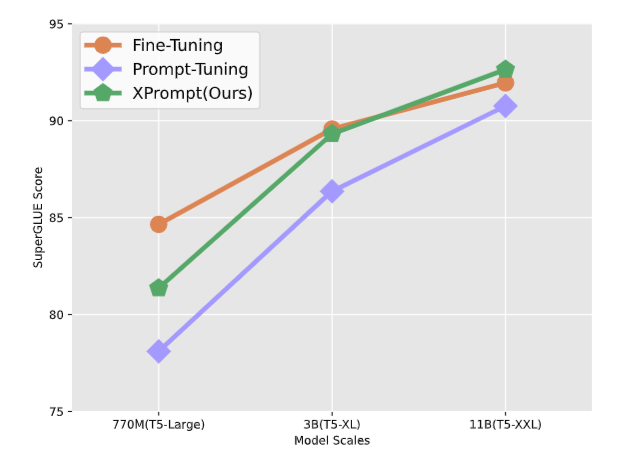 95
90
85
80
75
SuperGLUE Score
Fine-Tuning
Prompt-Tuning
XPrompt(Ours)
770M(T5-Large)
3B(T5-XL)
11B(T5-XXL)
Model Scales